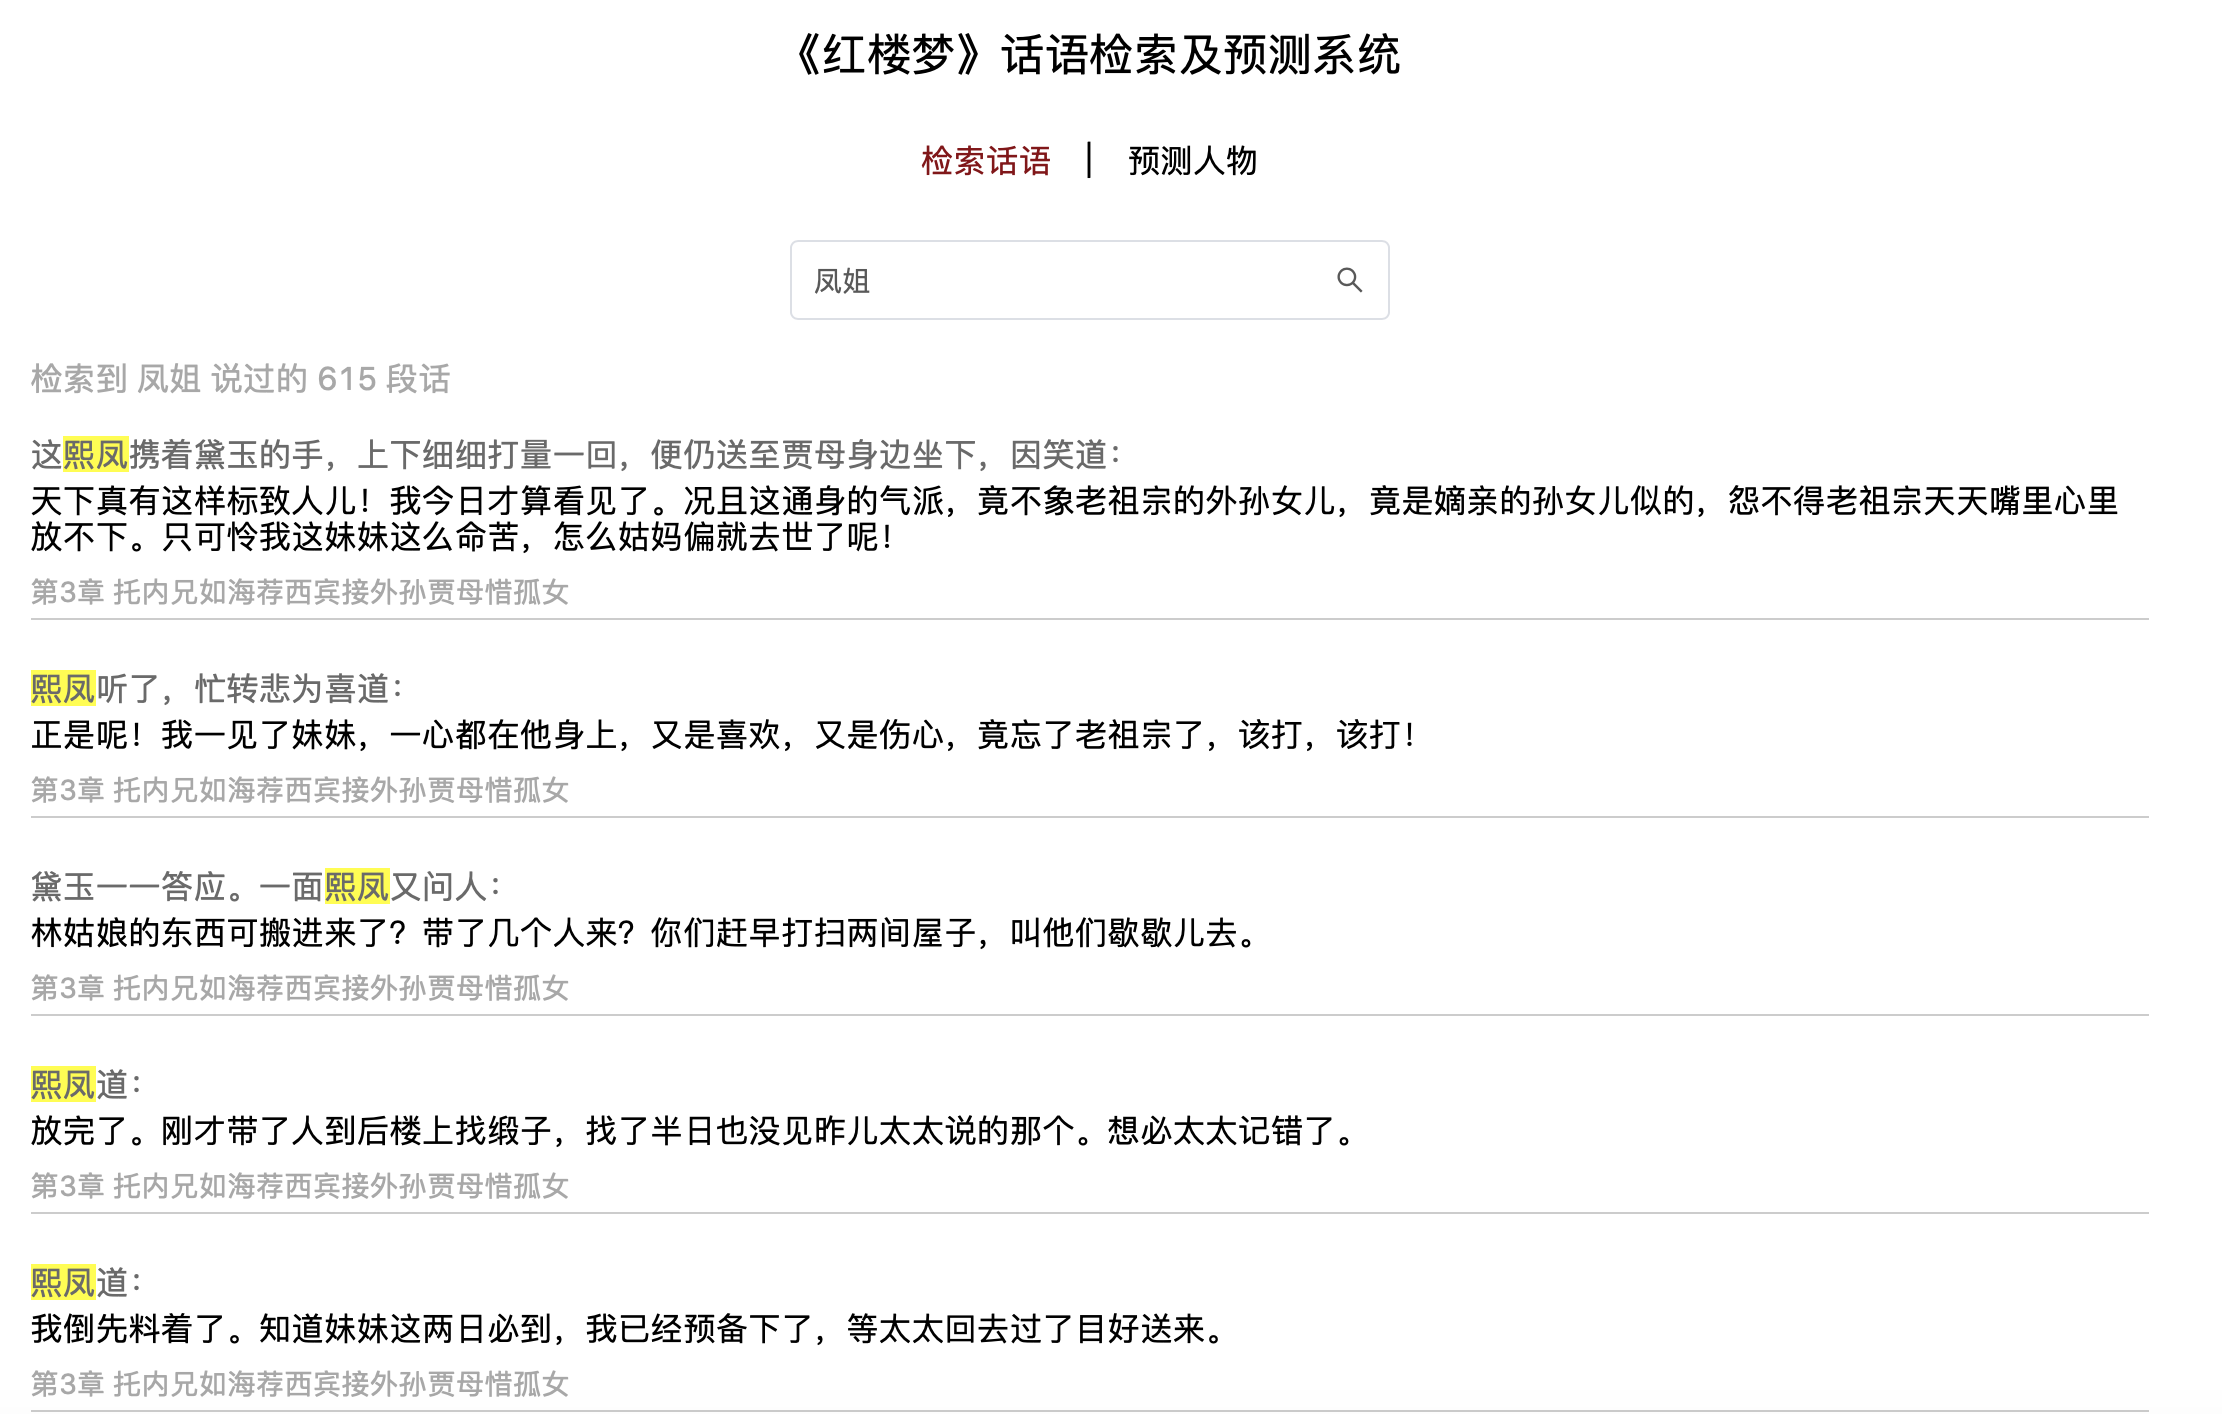 《红楼梦》话语检索及预测系统
检索话语 | 预测人物
凤姐
检索到 凤姐 说过的 615 段话
这熙凤携着黛玉的手，上下细细打量一回，便仍送至贾母身边坐下，因笑道：
天下真有这样标致人儿！我今日才算看见了。况且这通身的气派，竟不象老祖宗的外孙女儿，竟是嫡亲的孙女儿似的，怨不得老祖宗天天嘴里心里
放不下。只可怜我这妹妹这么命苦，怎么姑妈偏就去世了呢！
第3章 托内兄如海荐西宾接外孙贾母惜孤女
熙凤听了，忙转悲为喜道：
正是呢！我一见了妹妹，一心都在他身上，又是喜欢，又是伤心，竟忘了老祖宗了，该打，该打！
第3章 托内兄如海荐西宾接外孙贾母惜孤女
黛玉一一答应。一面熙凤又问人：
林姑娘的东西可搬进来了？带了几个人来？你们赶早打扫两间屋子，叫他们歇歇儿去。
第3章 托内兄如海荐西宾接外孙贾母惜孤女
熙凤道：
放完了。刚才带了人到后楼上找缎子，找了半日也没见昨儿太太说的那个。想必太太记错了。
第3章 托内兄如海荐西宾接外孙贾母惜孤女
熙凤道：
我倒先料着了。知道妹妹这两日必到，我已经预备下了，等太太回去过了目好送来。
第3章 托内兄如海荐西宾接外孙贾母惜孤女